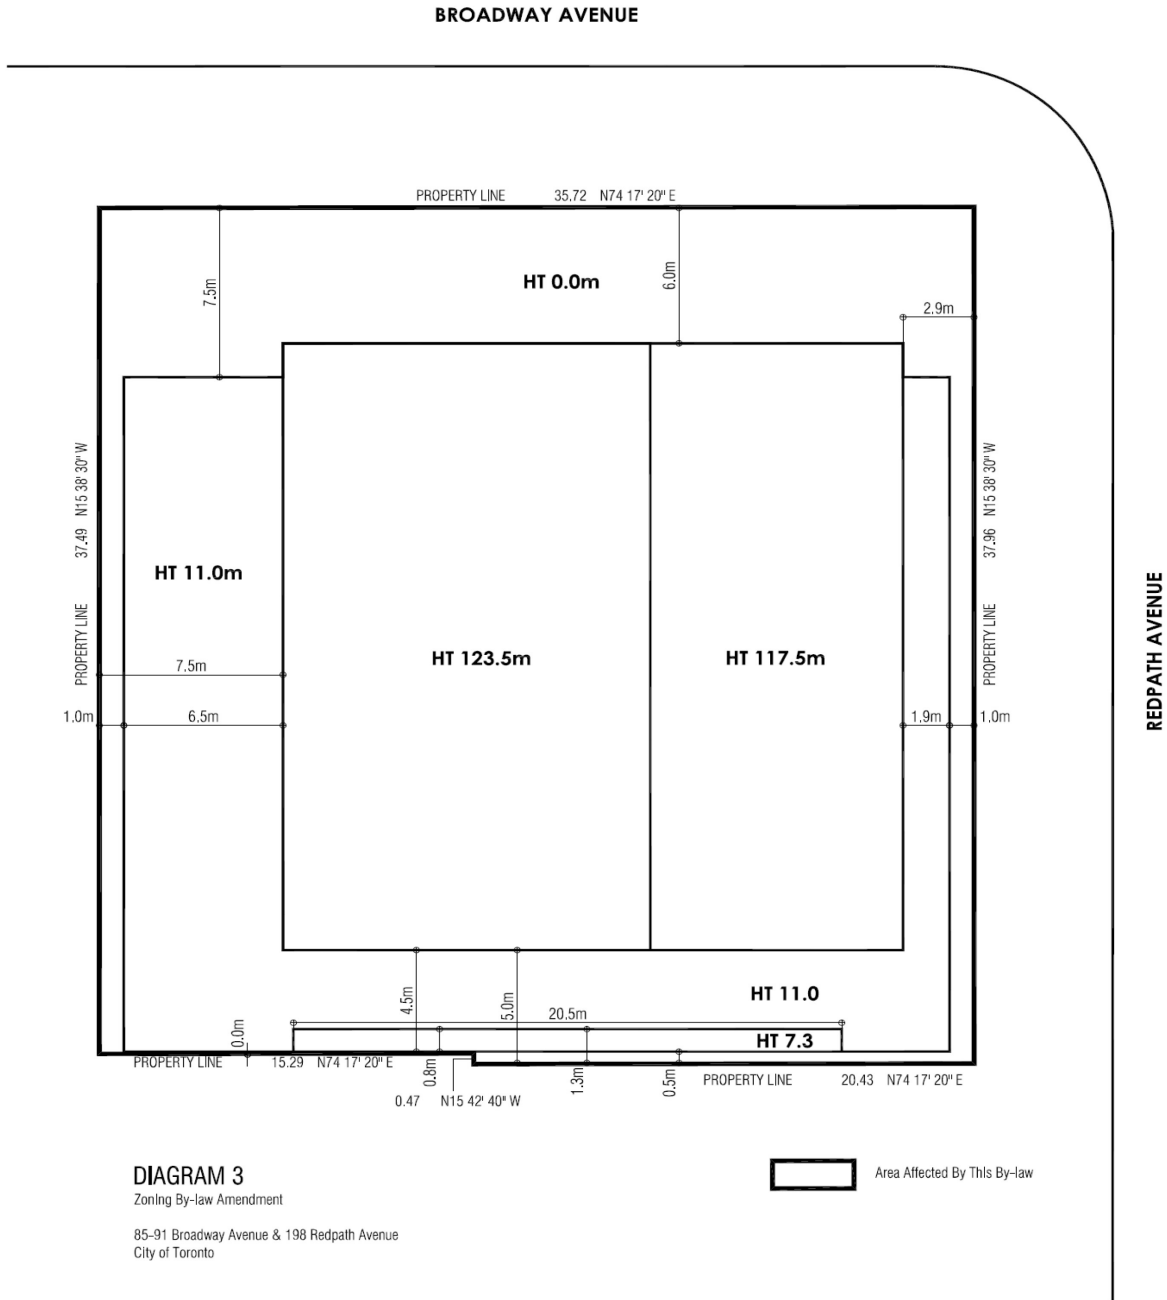 BROADWAY AVENUE
PROPERTY LINE 35.72 N74 17' 20" E
7.5m
HT 0.0m
6.0m
2.9m
37.49 N15 38' 30" W
PROPERTY LINE
37.96 N15 38' 30" W
PROPERTY LINE
REDPATH AVENUE
HT 11.0m
HT 123.5m
HT 117.5m
7.5m
1.0m
6.5m
1.9m
1.0m
4.5m
5.0m
HT 11.0
20.5m
0.0m
HT 7.3
PROPERTY LINE 15.29 N74 17' 20" E
0.8m
1.3m
0.5m
PROPERTY LINE 20.43 N74 17' 20" E
0.47 N15 42' 40" W
DIAGRAM 3
Zoning By-law Amendment
85-91 Broadway Avenue & 198 Redpath Avenue
City of Toronto
Area Affected By This By-law